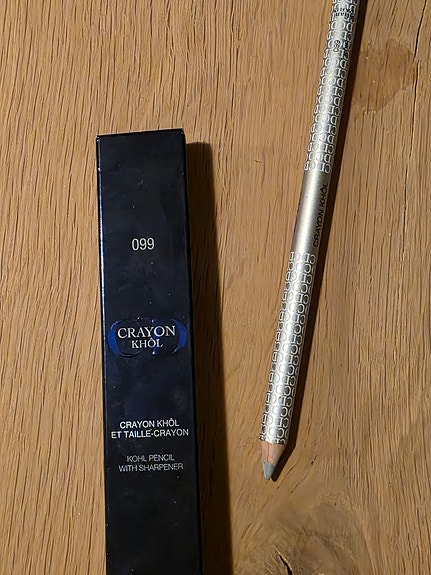 099
CRAYON
KHÔL
CRAYON KHÔL
ET TAILLE-CRAYON
KOHL PENCIL
WITH SHARPENER
CRAYON KHÔL